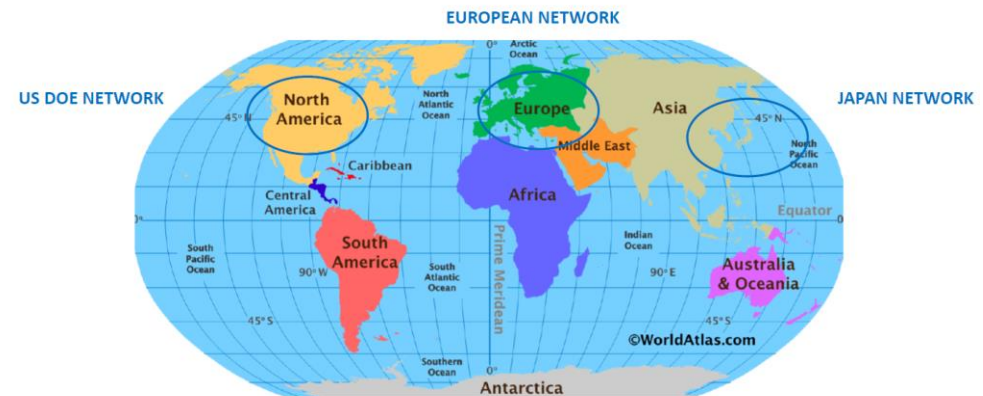 EUROPEAN NETWORK
US DOE NETWORK
JAPAN NETWORK
0°
Arctic
Ocean
North
America
North
Atlantic
Ocean
Europe
Asia
45° N
45° N
North
Pacific
Ocean
Middle East
Caribbean
Central
America
Africa
Equator
0°
0
South
Pacific
Ocean
90° W
South
America
South
Atlantic
Ocean
Prime Meridean
Indian
Ocean
90° E
Australia
& Oceania
45° S
45° S
©WorldAtlas.com
Southern
Ocean
0°
Antarctica